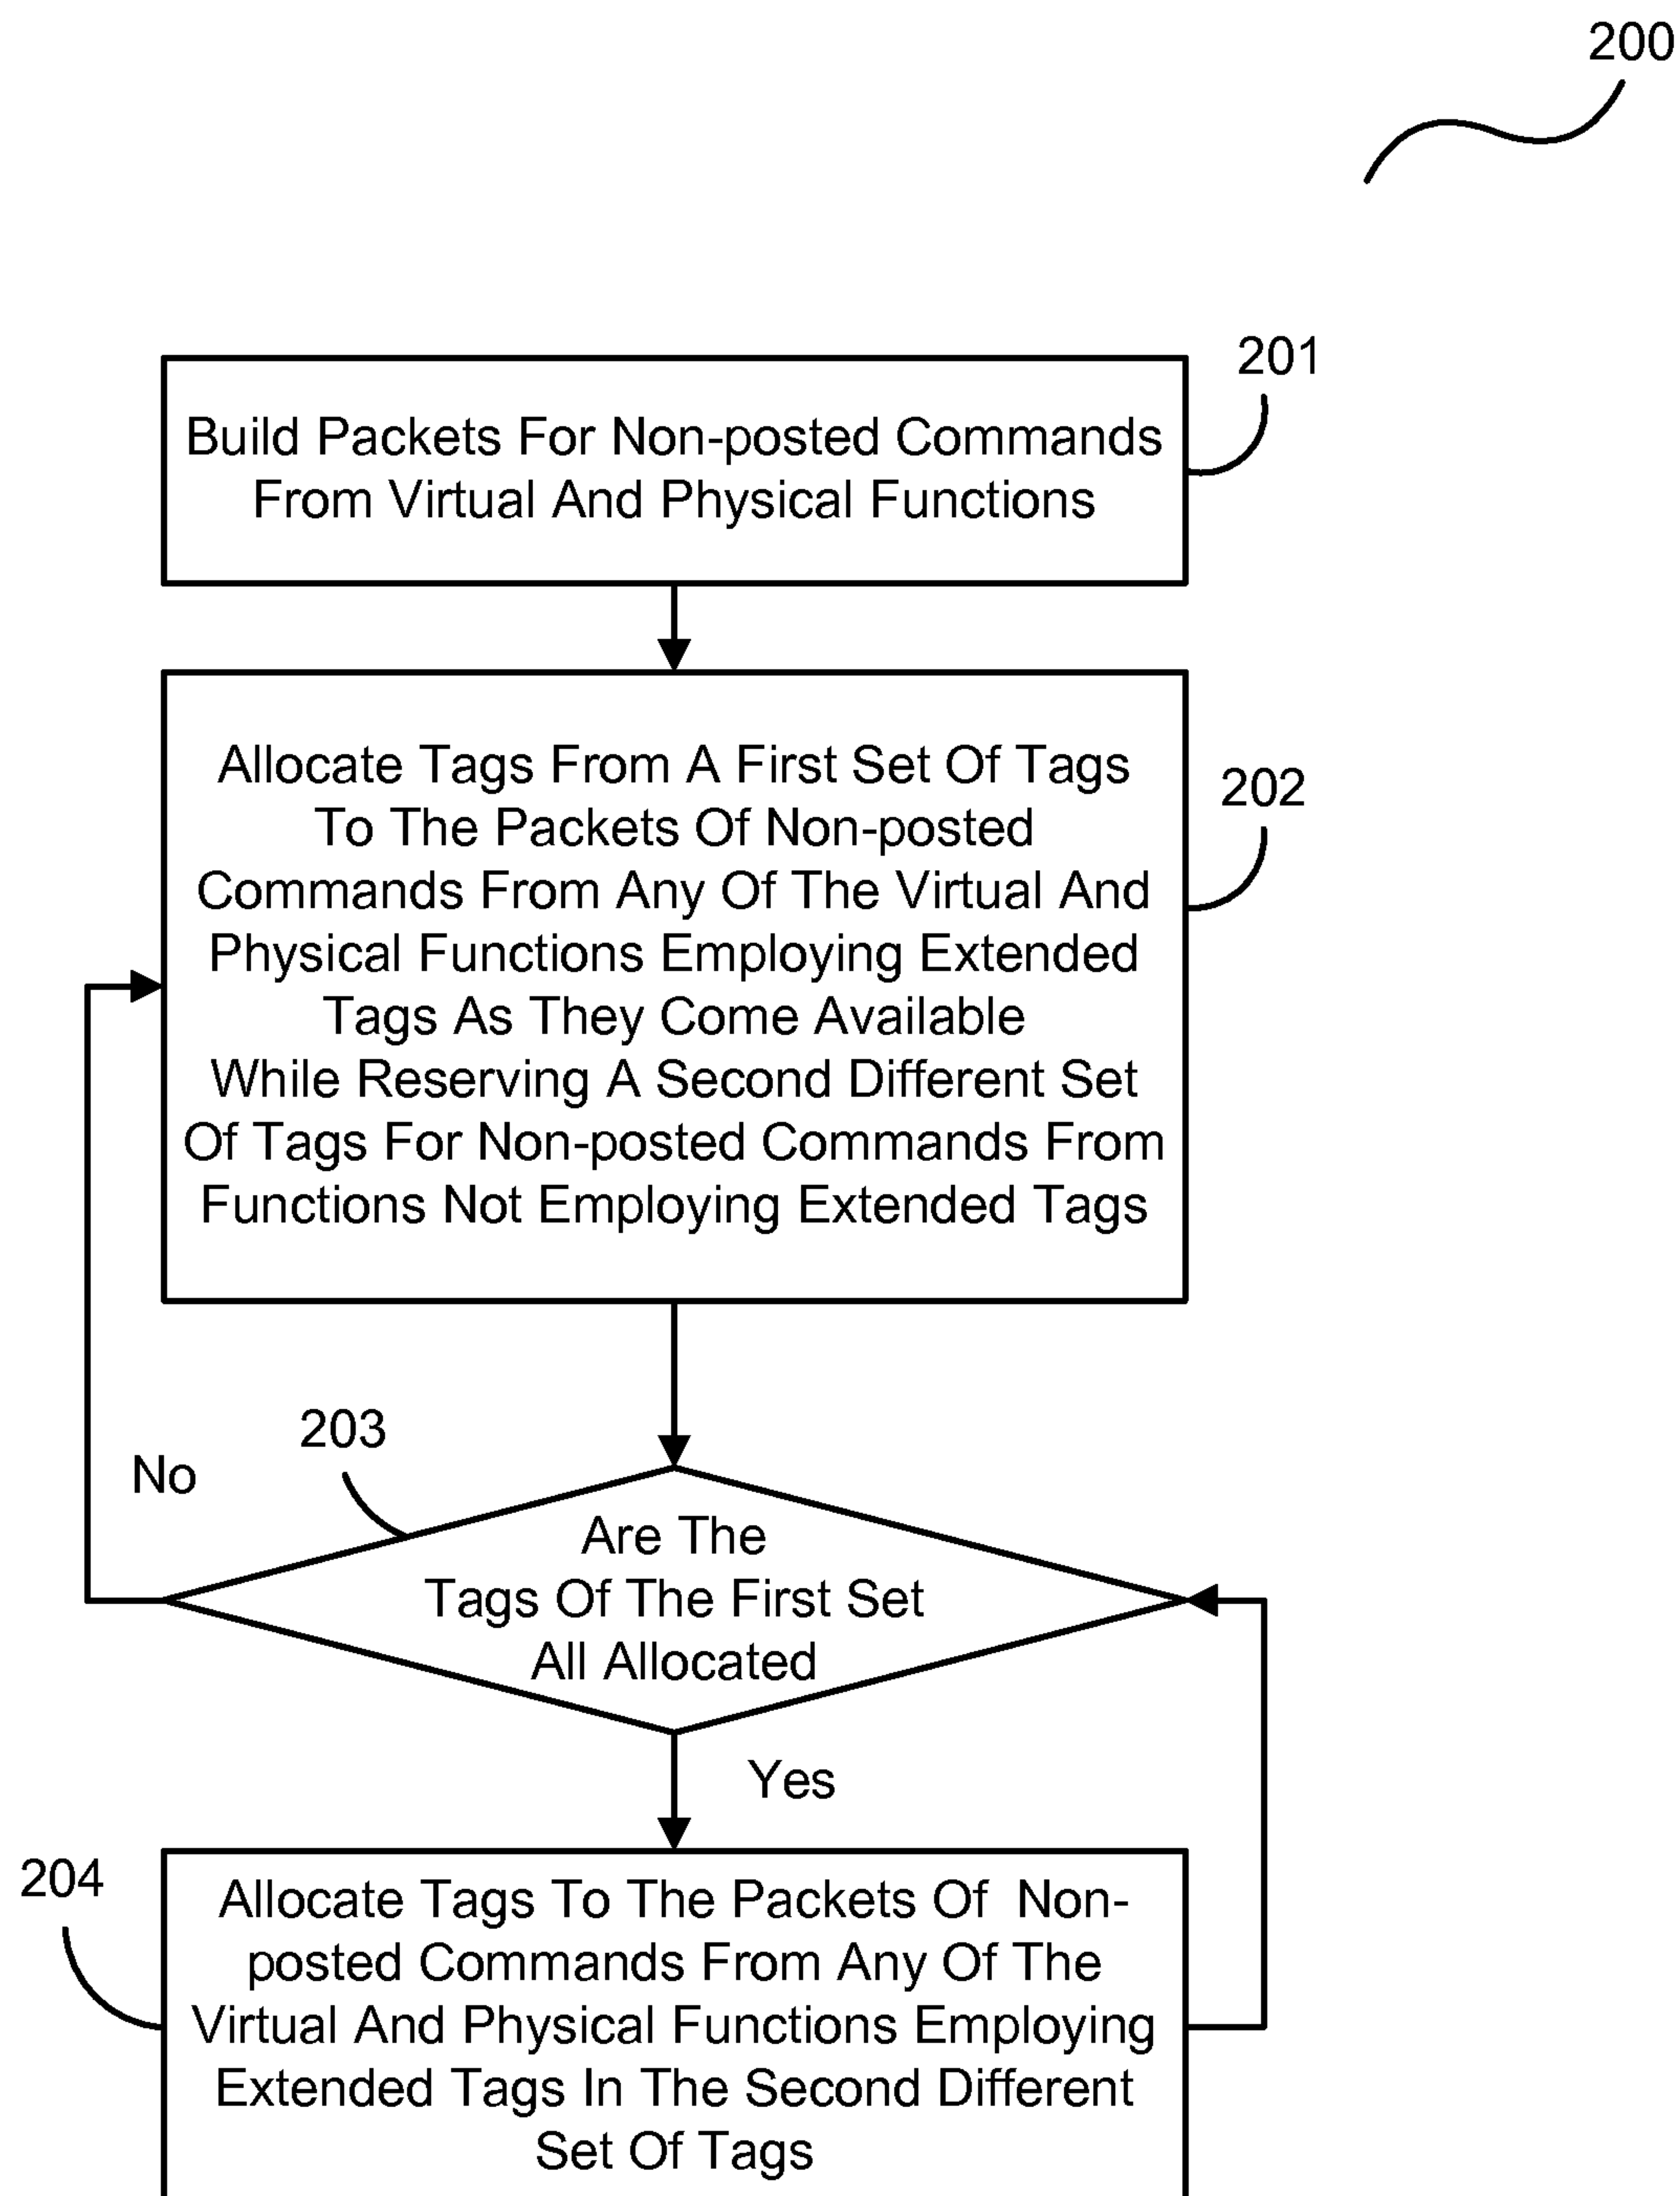 200
201
Build Packets For Non-posted Commands
From Virtual And Physical Functions
202
Allocate Tags From A First Set Of Tags
To The Packets Of Non-posted
Commands From Any Of The Virtual And
Physical Functions Employing Extended
Tags As They Come Available
While Reserving A Second Different Set
Of Tags For Non-posted Commands From
Functions Not Employing Extended Tags
203
No
Are The
Tags Of The First Set
All Allocated
Yes
204
Allocate Tags To The Packets Of Non-
posted Commands From Any Of The
Virtual And Physical Functions Employing
Extended Tags In The Second Different
Set Of Tags